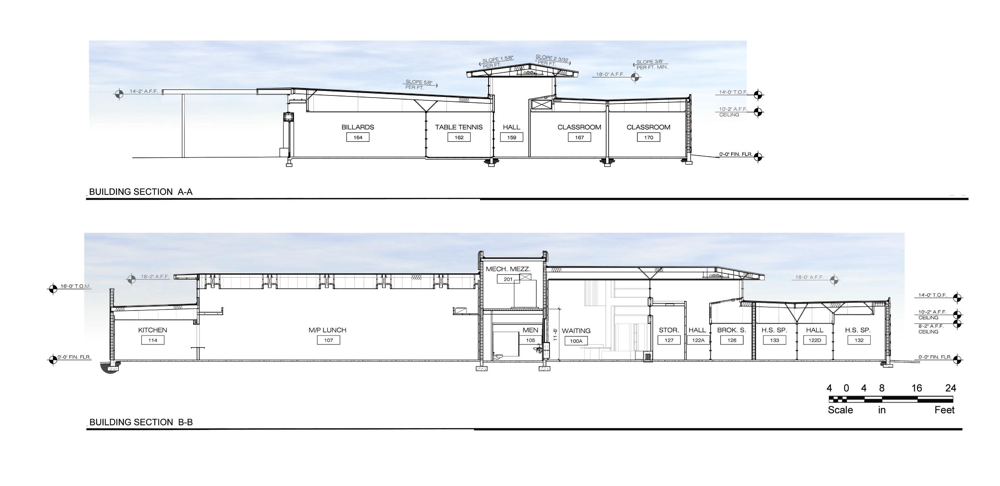 SLOPE 1 5/8"
PER FT.
SLOPE 2 3/32
" PER FT.
SLOPE 3/8"
PER FT. MIN.
18'-0' A.F.F.
SLOPE 5/8"
PER FT.
14'-2" A.F.F.
14'-0" T.O.F.
10'-2" A.F.F.
CEILING
BILLARDS
164
TABLE TENNIS
162
HALL
159
CLASSROOM
167
CLASSROOM
170
0'-0" FIN. FLR.
BUILDING SECTION A-A
MECH. MEZZ.
201
18'-2" A.F.F.
18'-0" A.F.F.
16'-0" T.O.M.
14'-0" T.O.F.
10'-2" A.F.F.
CEILING
8'-2" A.F.F.
CEILING
KITCHEN
114
M/P LUNCH
107
MEN
105
11'-6'
WAITING
100A
STOR.
127
HALL
122A
BROK. S.
126
H.S. SP.
133
HALL
122D
H.S. SP.
132
0'-0" FIN. FLR.
0'-0" FIN. FLR.
4 0 4 8 16 24
Scale in Feet
BUILDING SECTION B-B